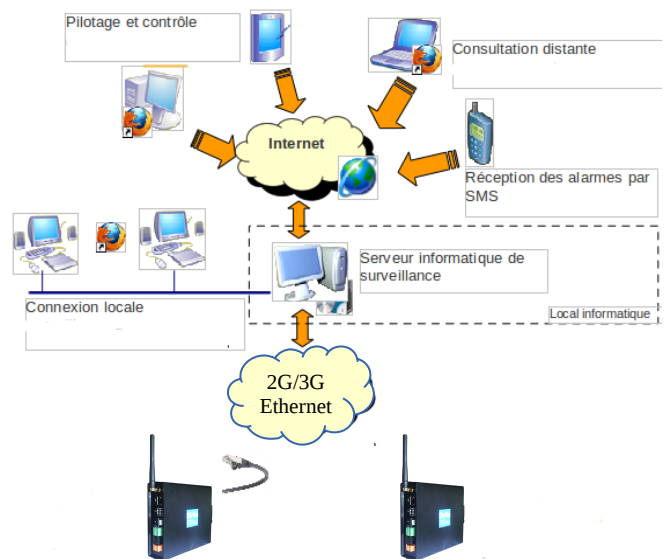 Pilotage et contrôle
Consultation distante
Internet
Réception des alarmes par
SMS
Serveur informatique de
surveillance
Connexion locale
Local informatique
2G/3G
Ethernet